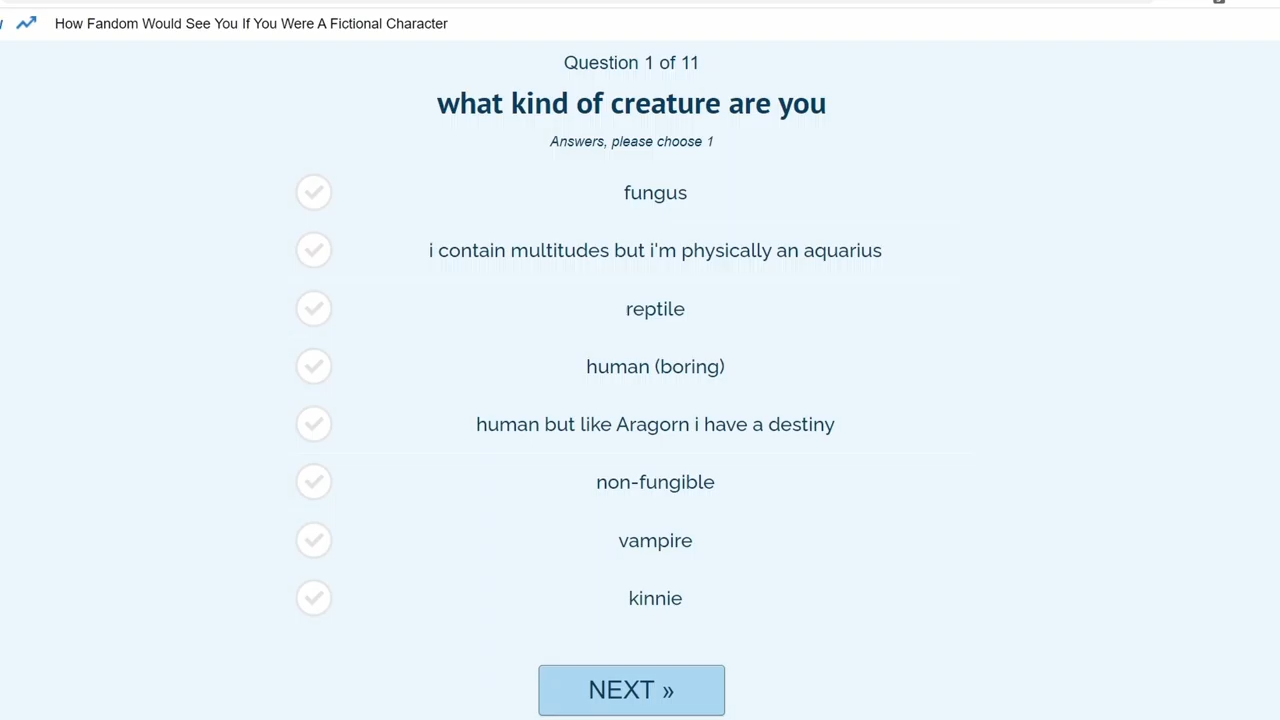 How Fandom Would See You If You Were A Fictional Character
Question 1 of 11
what kind of creature are you
Answers, please choose 1
fungus
i contain multitudes but i'm physically an aquarius
reptile
human (boring)
human but like Aragorn i have a destiny
non-fungible
vampire
kinnie
NEXT »